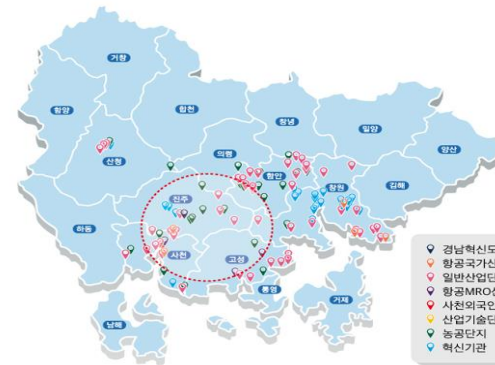 거창
함양
합천
창녕
밀양
산청
의령
양산
함안
창원
김해
진주
하동
사천
고성
통영
거제
남해
경남혁신도
항공국가산
일반산업단
항공MRO산
사천외국인
산업기술단
농공단지
혁신기관